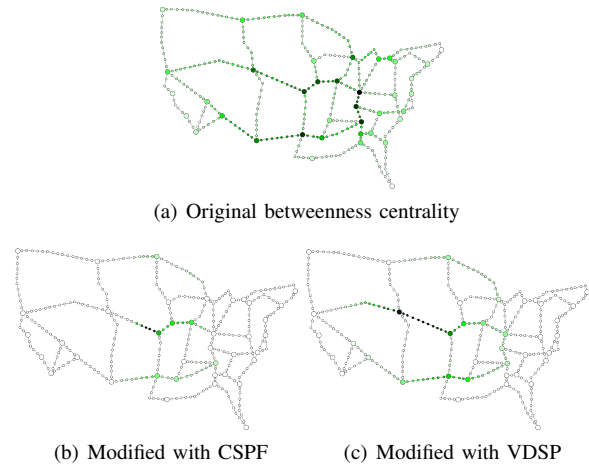 (a) Original betweenness centrality
(b) Modified with CSPF
(c) Modified with VDSP